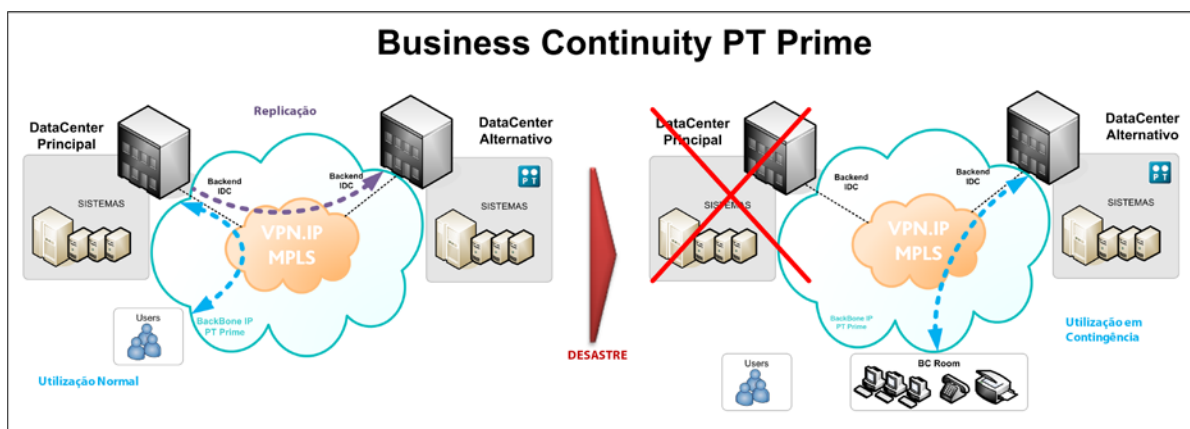 Business Continuity PT Prime
Replicação
DataCenter
Principal
DataCenter
Alternativo
Backend
IDC
Backend
IDC
PT
SISTEMAS
SISTEMAS
VPN.IP
MPLS
BackBone IP
PT Prime
Users
Utilização Normal
DESASTRE
DataCenter
Principal
DataCenter
Alternativo
Backend
IDC
Backend
IDC
PT
SISTEMAS
SISTEMAS
VPN.IP
MPLS
BackBone IP
PT Prime
Utilização em
Contingência
Users
BC Room